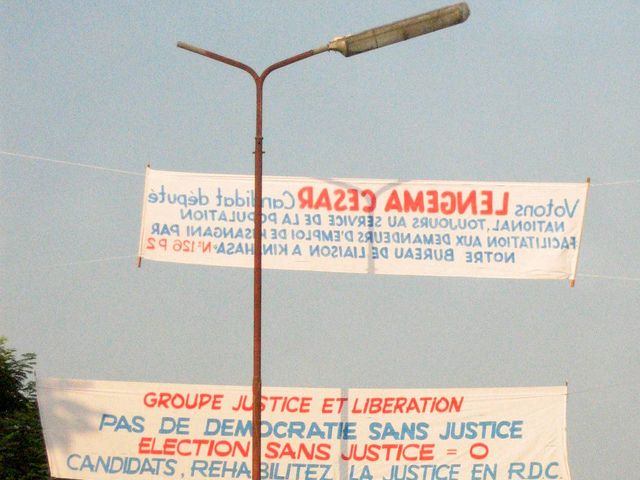 Votons LENGEMA CESAR Candidat député
NATIONAL, TOUJOURS AU SERVICE DE LA POPULATION
FACILITATION AUX DEMANDEURS D'EMPLOI DE KISANGANI PAR
NOTRE BUREAU DE LIAISON A KINSHASA N° 126 P 2
GROUPE JUSTICE ET LIBERATION
PAS DE DEMOCRATIE SANS JUSTICE
ELECTION SANS JUSTICE = 0
CANDIDATS, REHABILITEZ LA JUSTICE EN R.D.C.